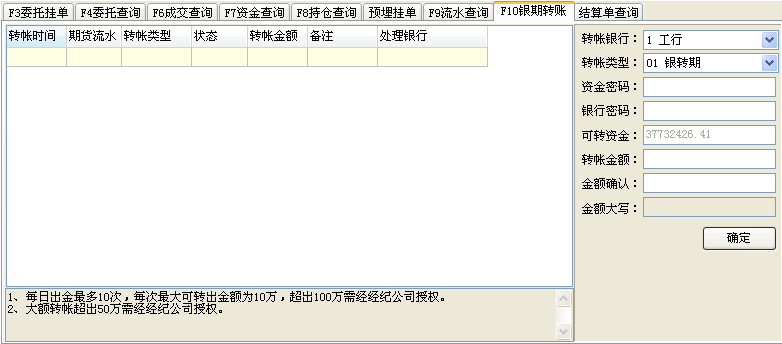 F3委托挂单 F4委托查询 F6成交查询 F7资金查询 F8持仓查询 预埋挂单 F9流水查询 F10银期转账 结算单查询
转帐时间 期货流水 转帐类型 状态 转帐金额 备注 处理银行
转帐银行： 1 工行
转帐类型： 01 银转期
资金密码：
银行密码：
可转资金： 37732426.41
转帐金额：
金额确认：
金额大写：
确定
1、每日出金最多10次，每次最大可转出金额为10万，超出100万需经经纪公司授权。
2、大额转帐超出50万需经经纪公司授权。